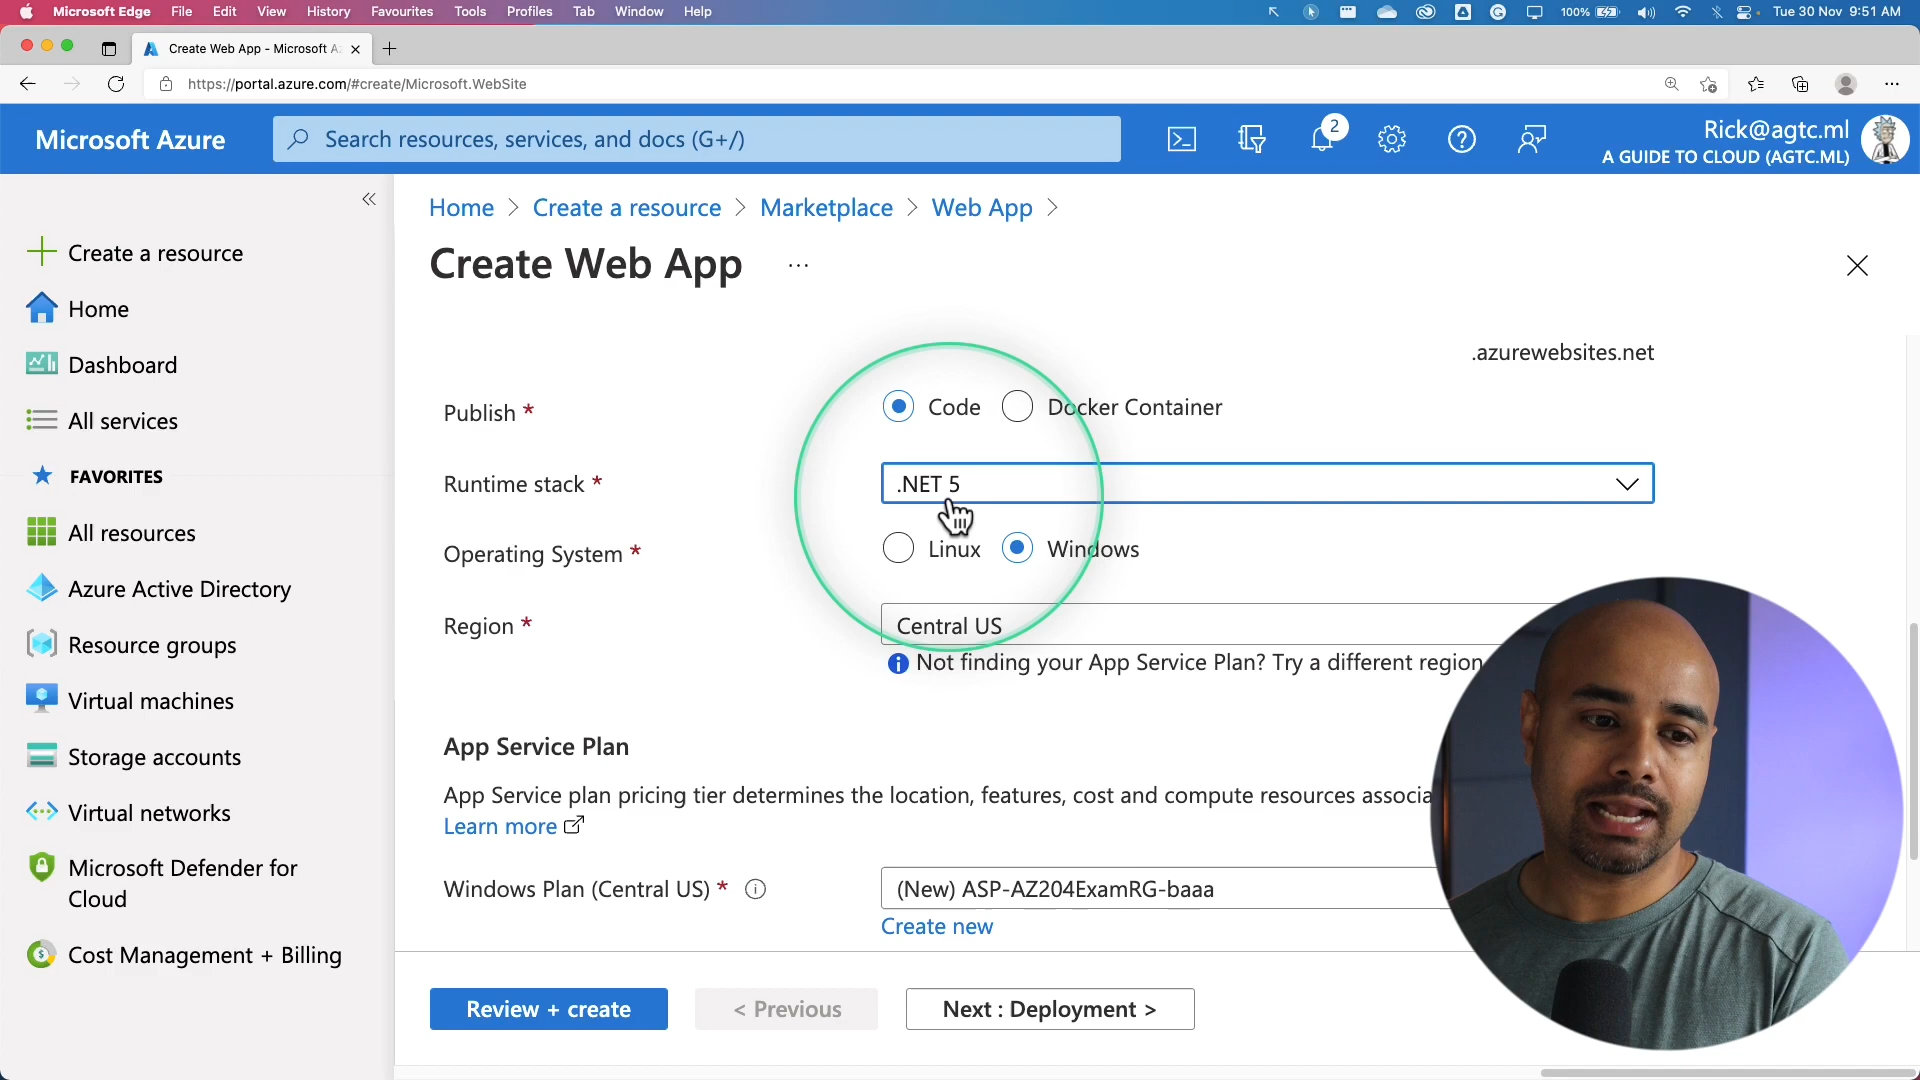 Microsoft Edge File Edit View History Favourites Tools Profiles Tab Window Help 100% Tue 30 Nov 9:51 AM
Create Web App - Microsoft A
https://portal.azure.com/#create/Microsoft.WebSite
Microsoft Azure
Search resources, services, and docs (G+/)
2
Rick@agtc.ml
A GUIDE TO CLOUD (AGTC.ML)
Create a resource
Home
Dashboard
All services
FAVORITES
All resources
Azure Active Directory
Resource groups
Virtual machines
Storage accounts
Virtual networks
Microsoft Defender for
Cloud
Cost Management + Billing
Home > Create a resource > Marketplace > Web App >
Create Web App ...
.azurewebsites.net
Publish * Code Docker Container
Runtime stack * .NET 5
Operating System * Linux Windows
Region * Central US
Not finding your App Service Plan? Try a different region
App Service Plan
App Service plan pricing tier determines the location, features, cost and compute resources associa
Learn more
Windows Plan (Central US) * (New) ASP-AZ204ExamRG-baaa
Create new
Review + create < Previous Next : Deployment >